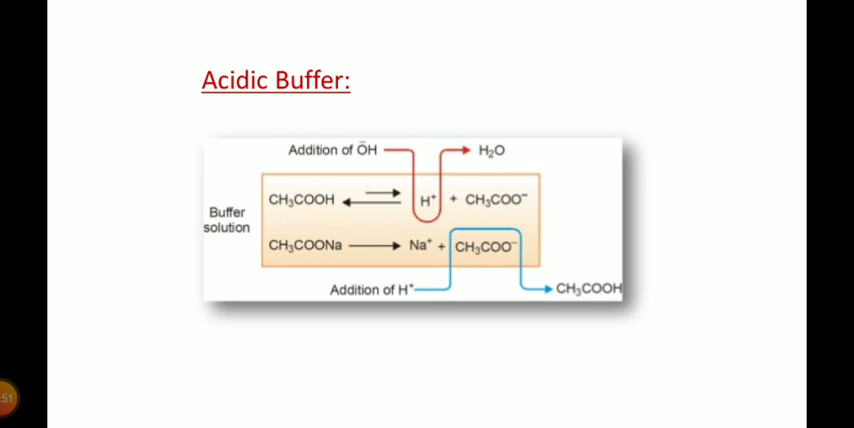 Acidic Buffer:
Addition of ŌH H₂O
CH₃COOH H⁺ + CH₃COO⁻
Buffer
solution
CH₃COONa Na⁺ + CH₃COO⁻
Addition of H⁺ CH₃COOH
51